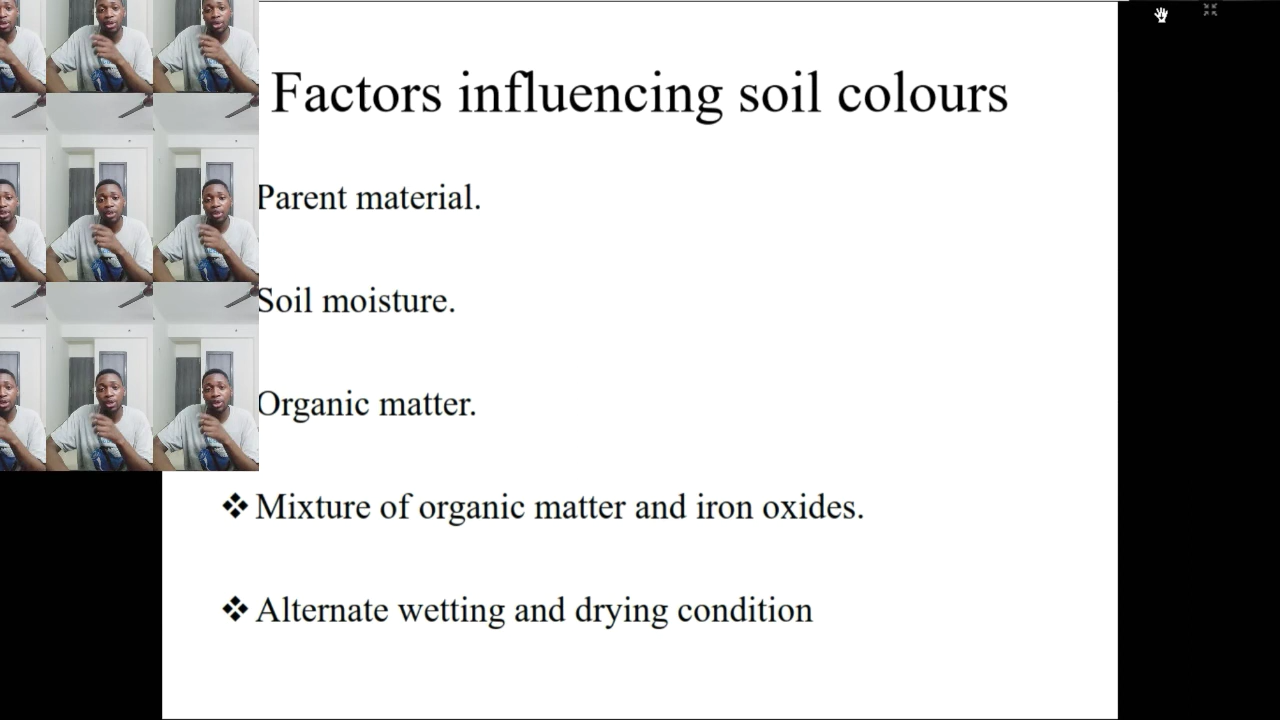 Factors influencing soil colours
Parent material.
Soil moisture.
Organic matter.
❖ Mixture of organic matter and iron oxides.
❖ Alternate wetting and drying condition